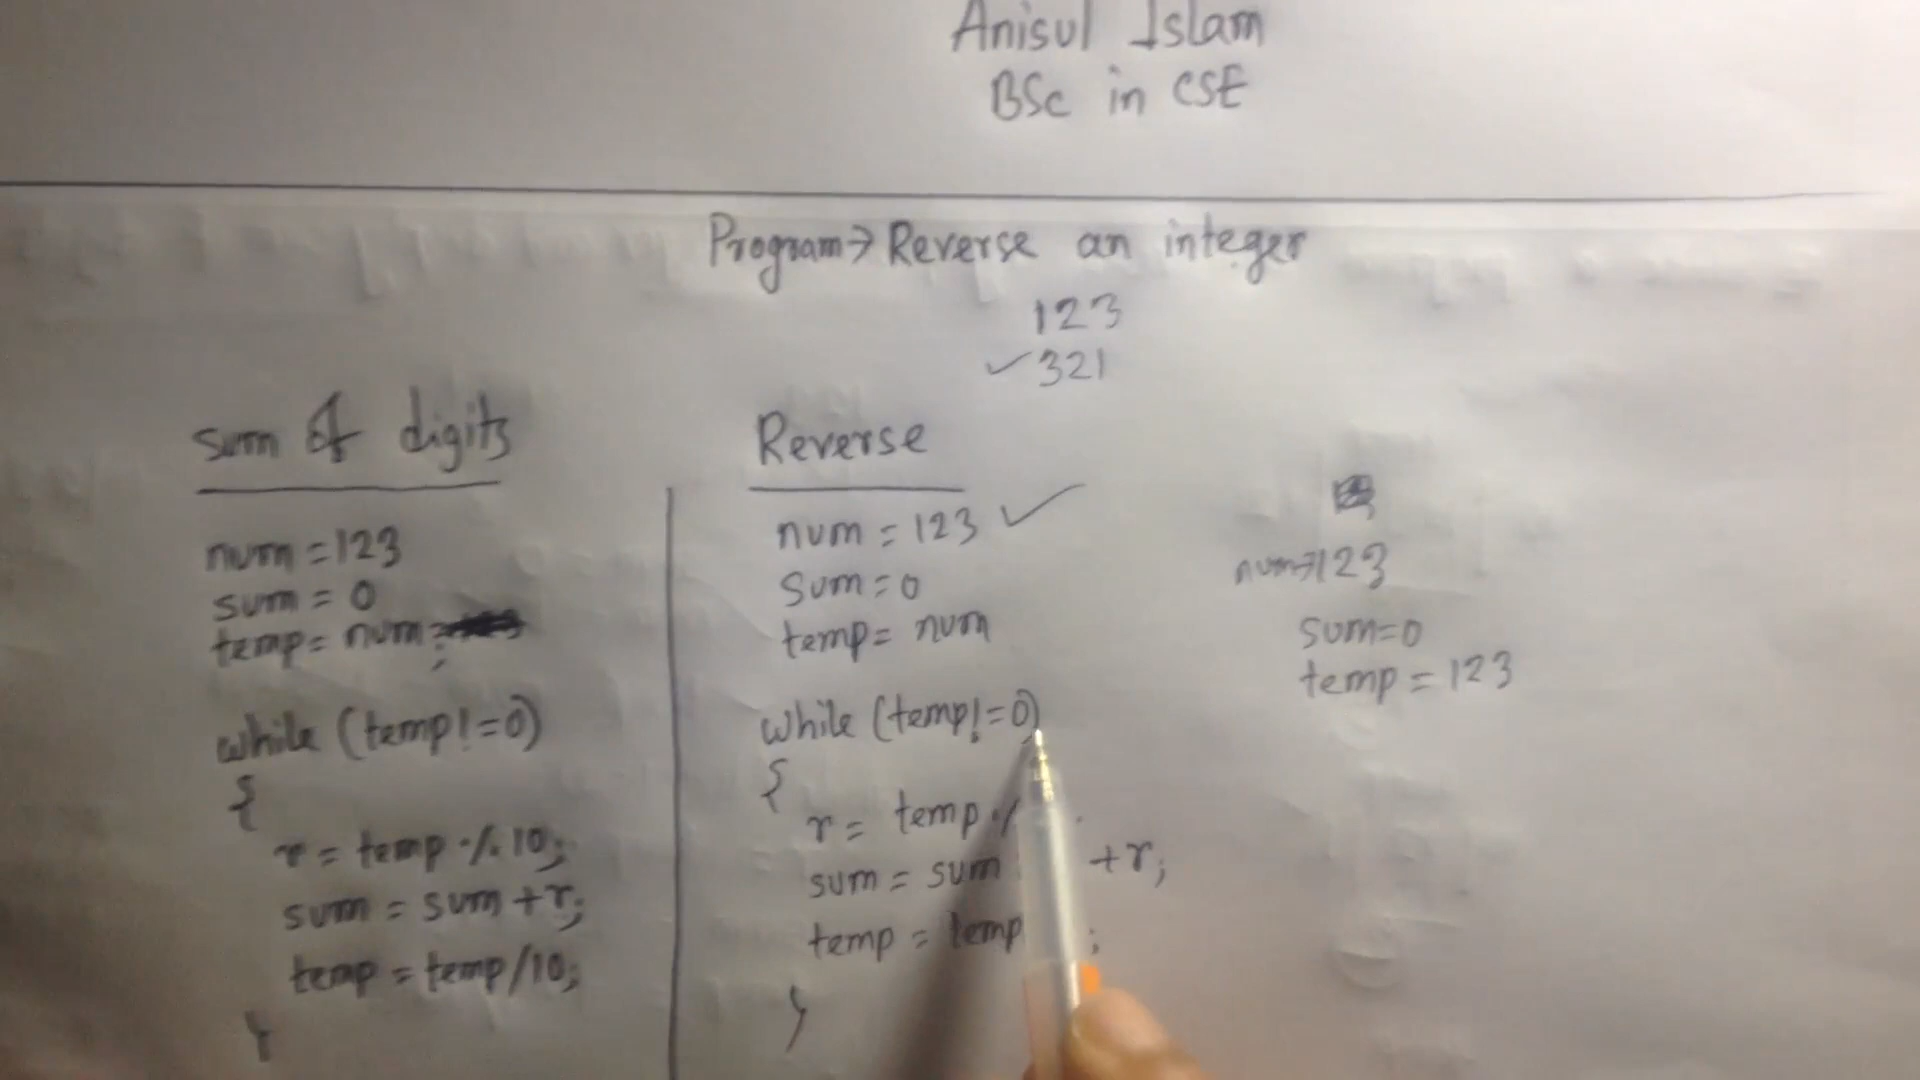 Anisul Islam
BSc in CSE
Program→ Reverse an integer
123
✓321
sum of digits
num = 123
sum = 0
temp = num;
while (temp!=0)
{
r = temp % 10;
sum = sum + r;
temp = temp/10;
}
Reverse
num = 123 ✓
sum = 0
temp = num
while (temp!=0)
{
r = temp %
sum = sum + r;
temp = temp ;
}
num→123
sum=0
temp = 123